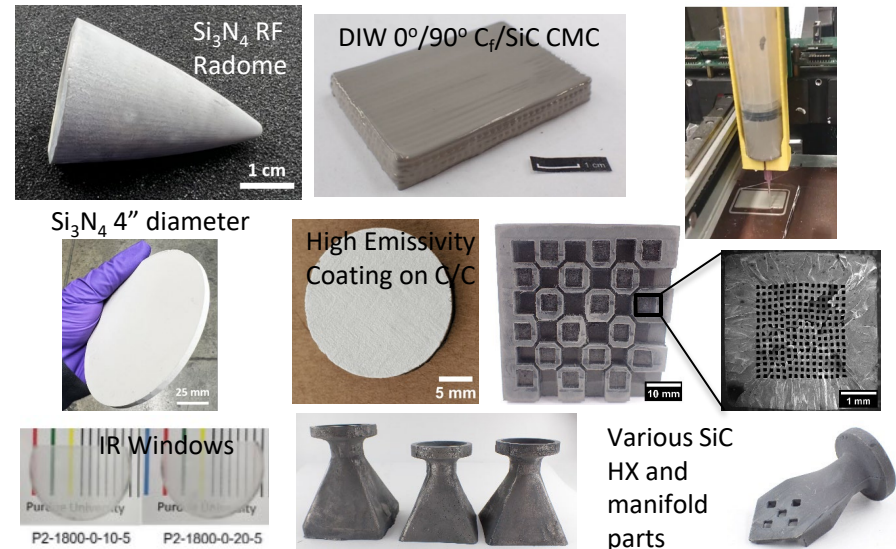 Si₃N₄ RF
Radome
1 cm
DIW 0°/90° Cf/SiC CMC
1 cm
Si₃N₄ 4” diameter
25 mm
High Emissivity
Coating on C/C
5 mm
10 mm
1 mm
IR Windows
Purdue University
Purdue University
P2-1800-0-10-5
P2-1800-0-20-5
Various SiC
HX and
manifold
parts